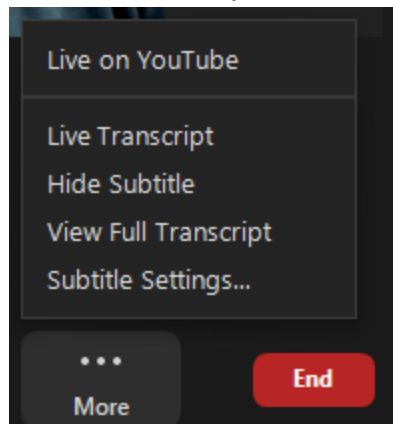 Live on YouTube
Live Transcript
Hide Subtitle
View Full Transcript
Subtitle Settings...
More
End